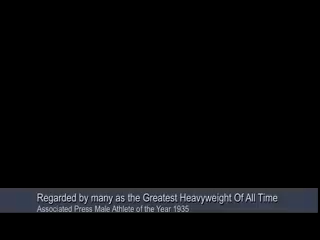 Regarded by many as the Greatest Heavyweight Of All Time
Associated Press Male Athlete of the Year 1935